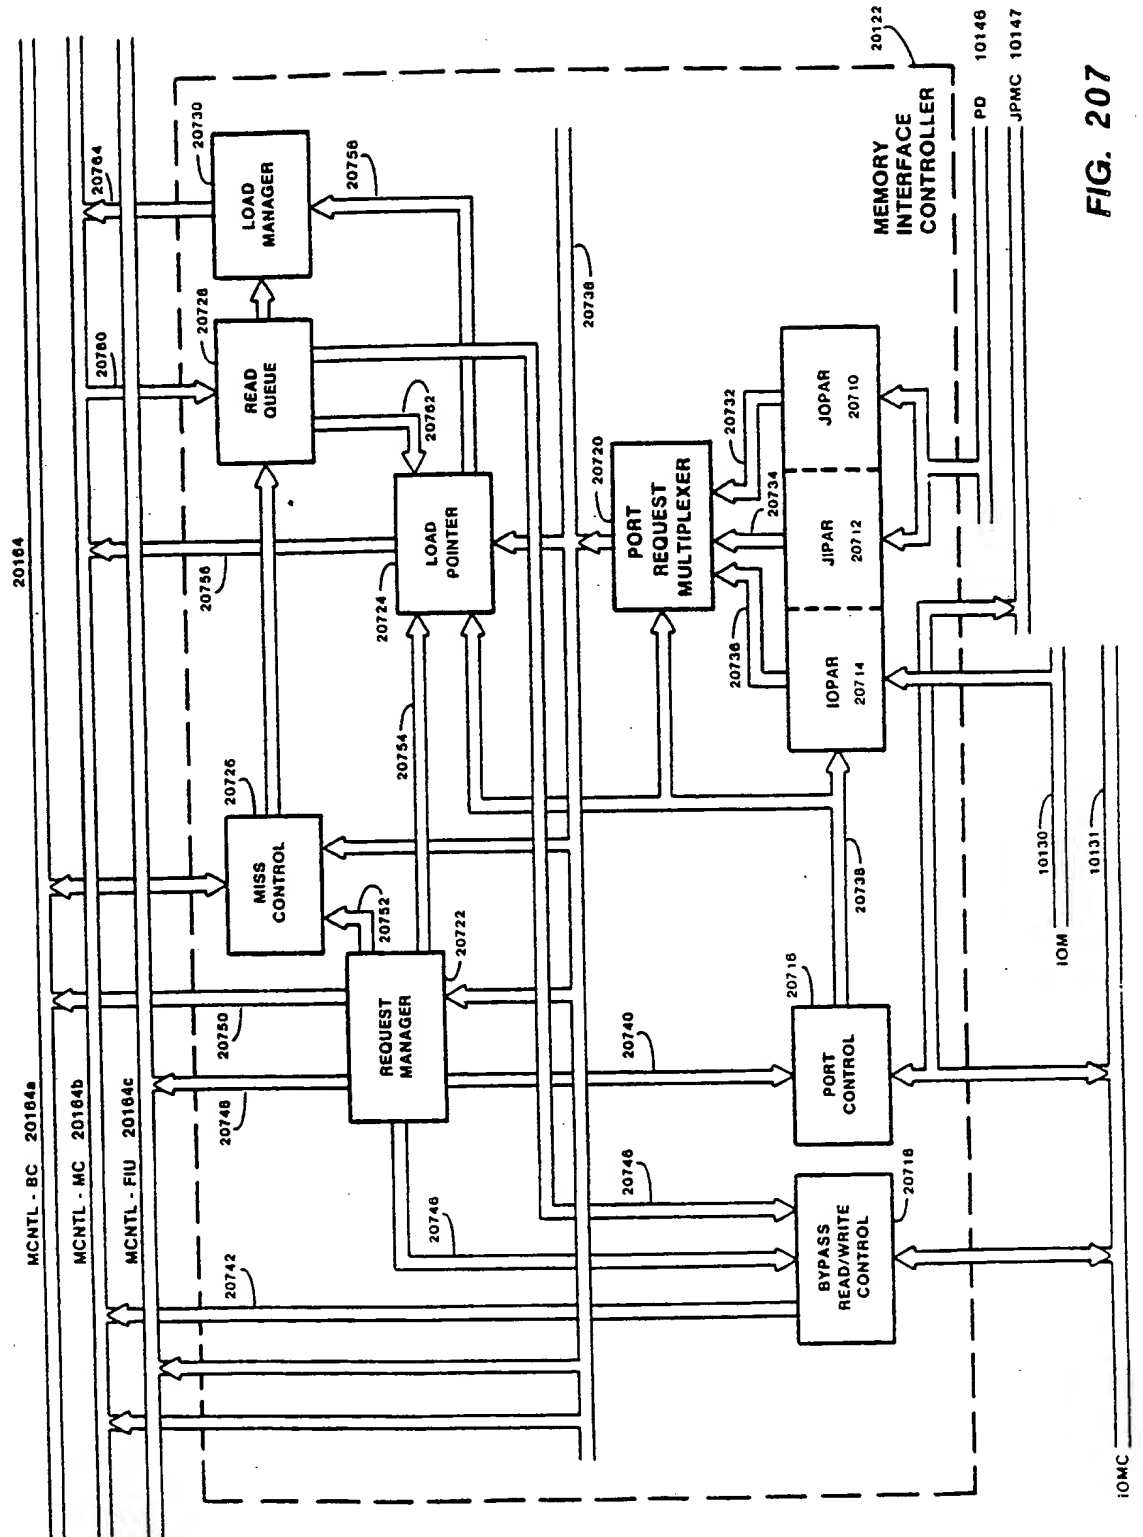 20164
MCNTL - BC 20164a
MCNTL - MC 20164b
MCNTL - FIU 20164c
20742
20748
20750
20756
20760
20764
REQUEST
MANAGER
20722
MISS
CONTROL
20726
20752
20754
LOAD
POINTER
20724
READ
QUEUE
20728
20762
LOAD
MANAGER
20730
20758
20746
20746
20740
20738
BYPASS
READ/WRITE
CONTROL
20718
PORT
CONTROL
20716
20738
PORT
REQUEST
MULTIPLEXER
20720
20736
20734
20732
IOPAR
20714
JIPAR
20712
JOPAR
20710
MEMORY
INTERFACE
CONTROLLER
20122
PD 10146
JPMC 10147
10130
IOM
10131
IOMC
FIG. 207